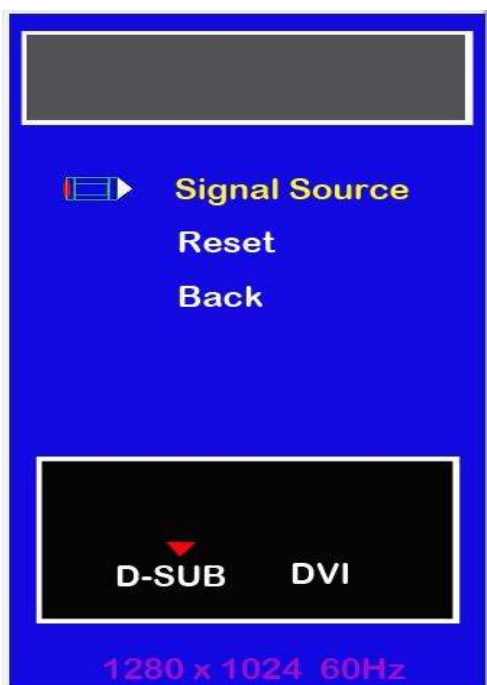 Signal Source
Reset
Back
D-SUB DVI
1280 x 1024 60Hz